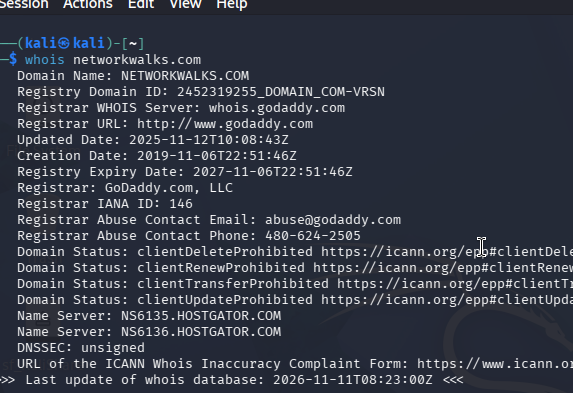 Session Actions Edit View Help
(kali㉿kali)-[~]
$ whois networkwalks.com
Domain Name: NETWORKWALKS.COM
Registry Domain ID: 2452319255_DOMAIN_COM-VRSN
Registrar WHOIS Server: whois.godaddy.com
Registrar URL: http://www.godaddy.com
Updated Date: 2025-11-12T10:08:43Z
Creation Date: 2019-11-06T22:51:46Z
Registry Expiry Date: 2027-11-06T22:51:46Z
Registrar: GoDaddy.com, LLC
Registrar IANA ID: 146
Registrar Abuse Contact Email: abuse@godaddy.com
Registrar Abuse Contact Phone: 480-624-2505
Domain Status: clientDeleteProhibited https://icann.org/epp#clientDele
Domain Status: clientRenewProhibited https://icann.org/epp#clientRenew
Domain Status: clientTransferProhibited https://icann.org/epp#clientTr
Domain Status: clientUpdateProhibited https://icann.org/epp#clientUpda
Name Server: NS6135.HOSTGATOR.COM
Name Server: NS6136.HOSTGATOR.COM
DNSSEC: unsigned
URL of the ICANN Whois Inaccuracy Complaint Form: https://www.icann.or
>>> Last update of whois database: 2026-11-11T08:23:00Z <<<